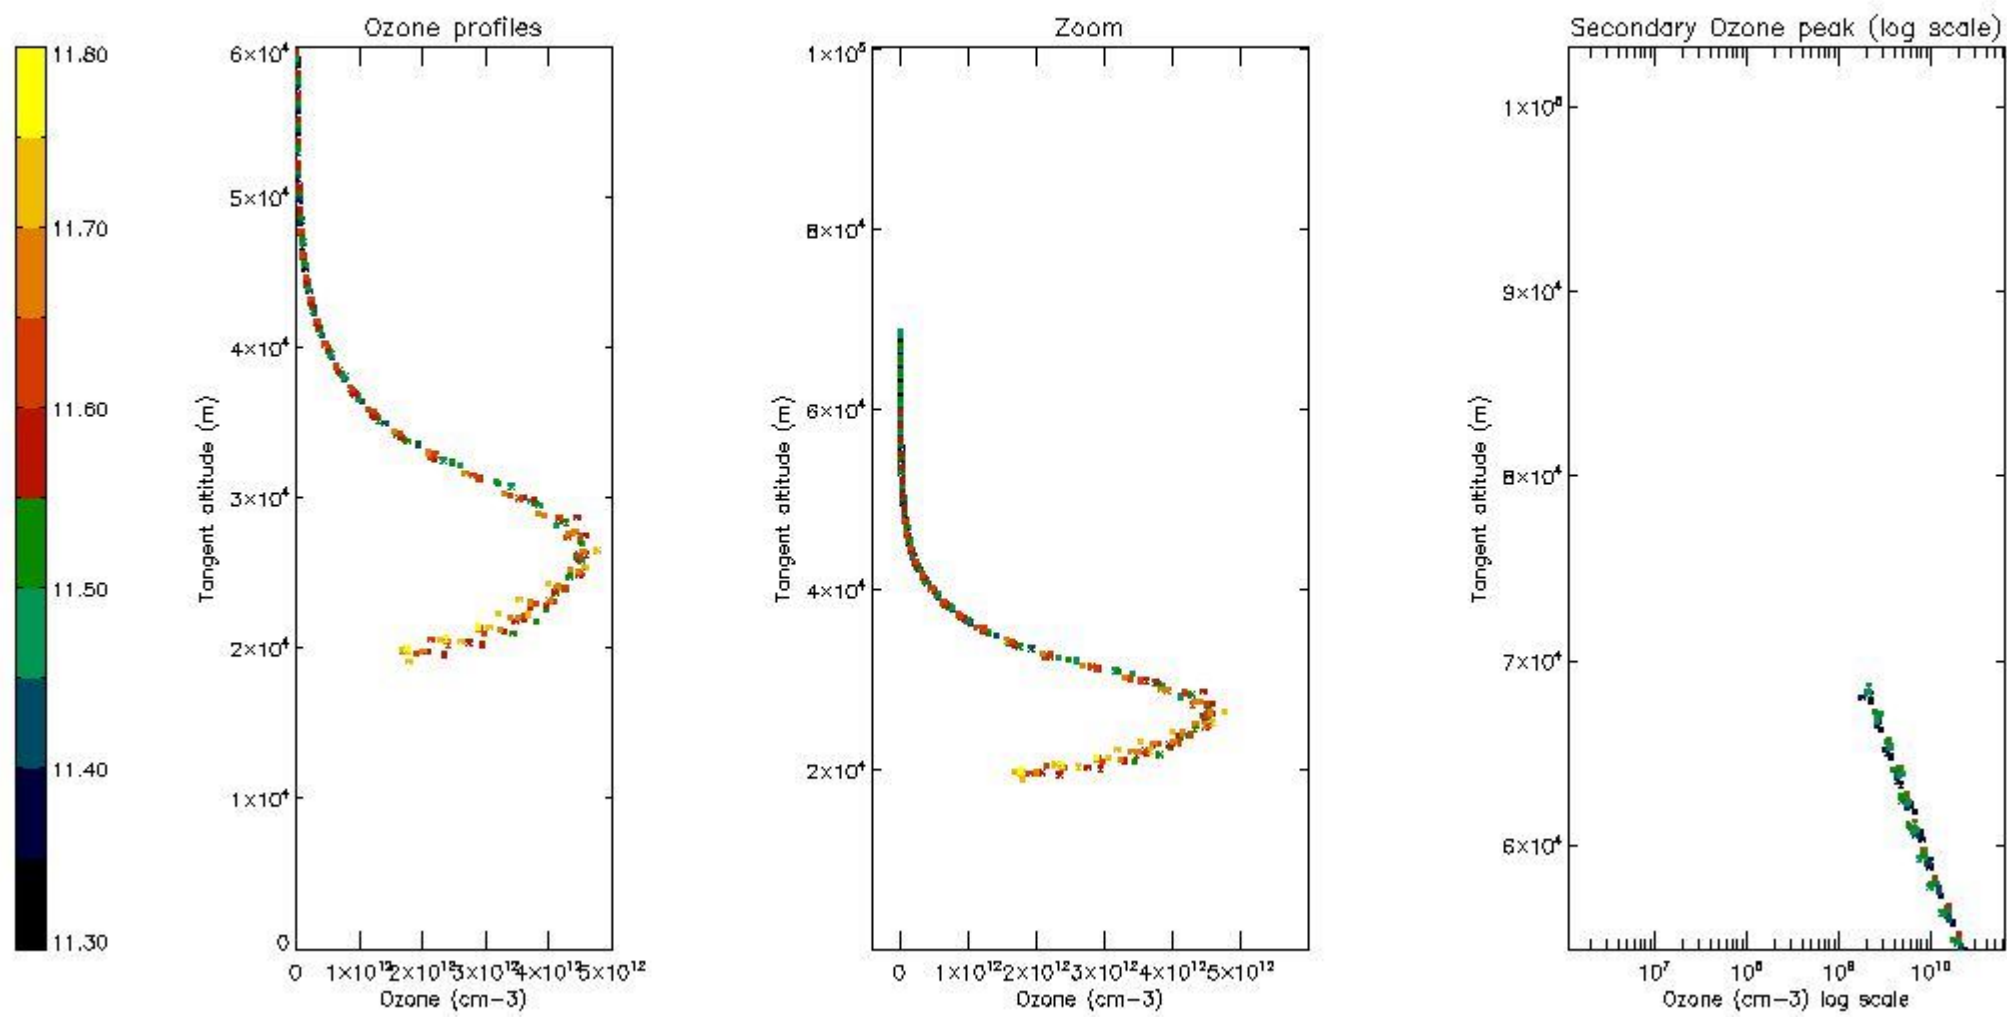 Ozone profiles
Zoom
Secondary Ozone peak (log scale)
11.80
11.70
11.60
11.50
11.40
11.30
6×10⁴
5×10⁴
4×10⁴
3×10⁴
2×10⁴
1×10⁴
0
Tangent altitude (m)
0 1×10¹² 2×10¹² 3×10¹² 4×10¹² 5×10¹²
Ozone (cm−3)
1×10⁵
8×10⁴
6×10⁴
4×10⁴
2×10⁴
Tangent altitude (m)
0 1×10¹² 2×10¹² 3×10¹² 4×10¹² 5×10¹²
Ozone (cm−3)
9×10⁴
8×10⁴
7×10⁴
6×10⁴
Tangent altitude (m)
10⁷ 10¹⁰
Ozone (cm−3) log scale